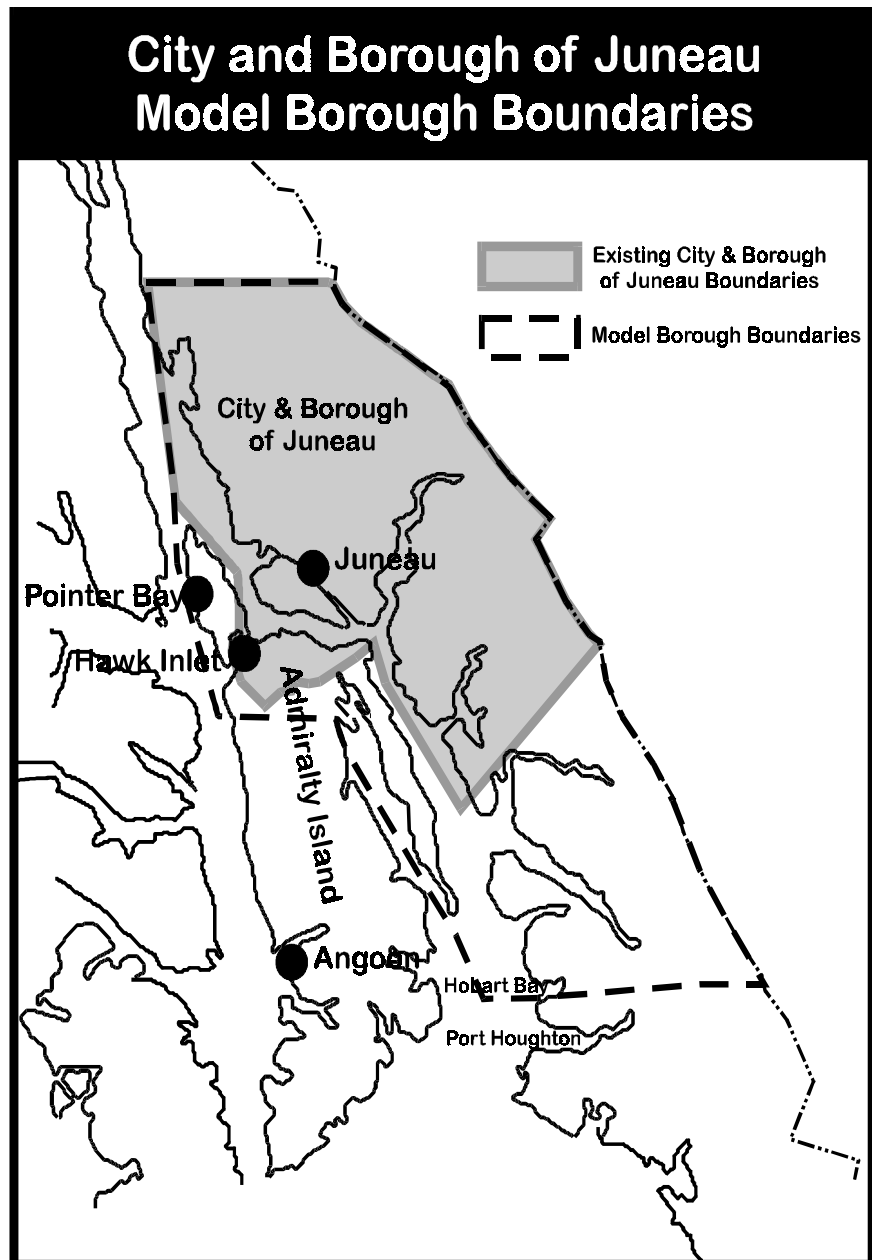 City and Borough of Juneau
Model Borough Boundaries
Existing City & Borough
of Juneau Boundaries
Model Borough Boundaries
City & Borough
of Juneau
Juneau
Pointer Bay
Hawk Inlet
Admiralty Island
Angoon
Hobart Bay
Port Houghton